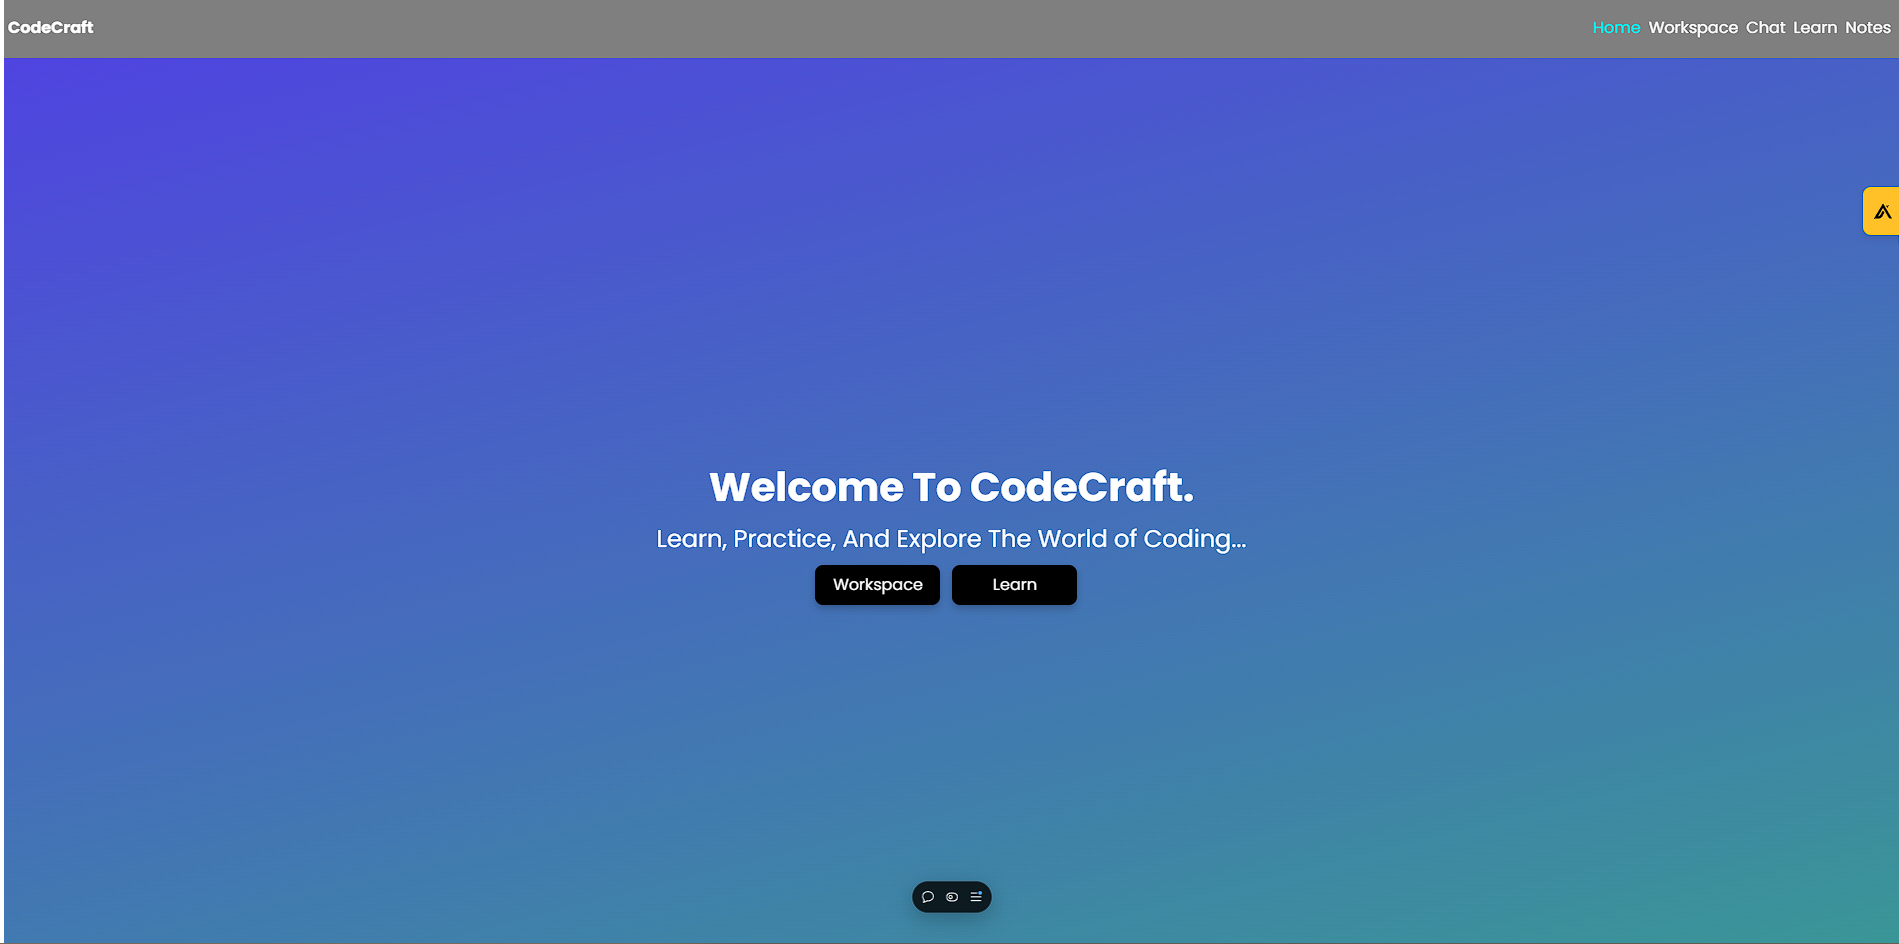 CodeCraft
Home Workspace Chat Learn Notes
Welcome To CodeCraft.
Learn, Practice, And Explore The World of Coding...
Workspace
Learn